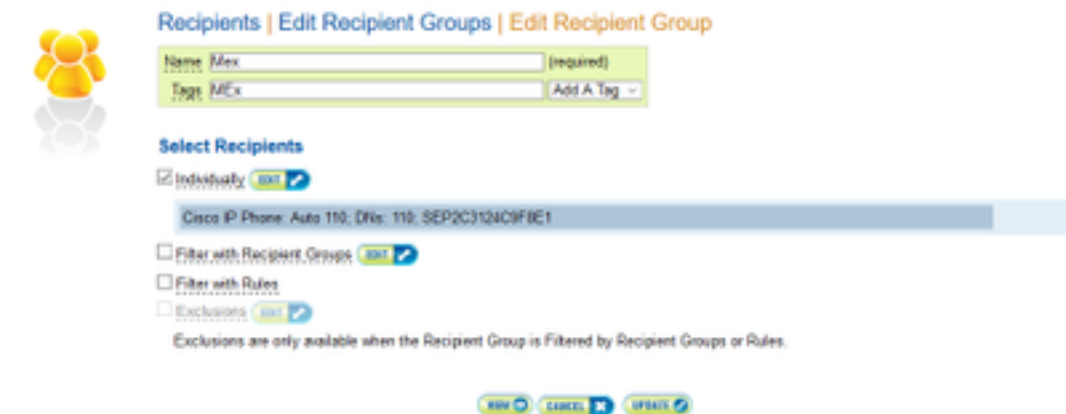 Recipients | Edit Recipient Groups | Edit Recipient Group
Name Mex (required)
Tags MEx Add A Tag
Select Recipients
Individually EDIT
Cisco IP Phone: Auto 110; DNs: 110; SEP2C3124C9F8E1
Filter with Recipient Groups EDIT
Filter with Rules
Exclusions EDIT
Exclusions are only available when the Recipient Group is Filtered by Recipient Groups or Rules.
VIEW CANCEL UPDATE